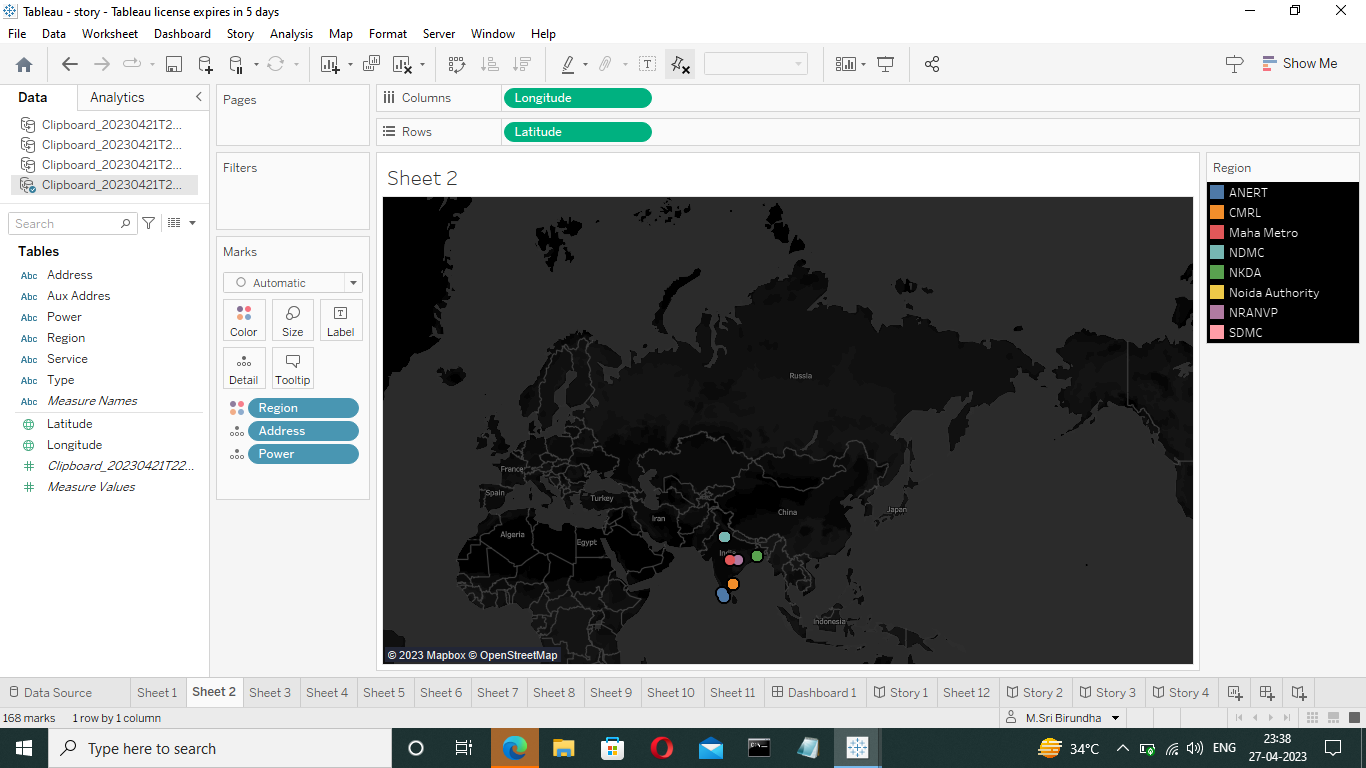 Tableau - story - Tableau license expires in 5 days
File Data Worksheet Dashboard Story Analysis Map Format Server Window Help
Show Me
Data Analytics
Clipboard_20230421T2...
Clipboard_20230421T2...
Clipboard_20230421T2...
Clipboard_20230421T2...
Search
Tables
Abc Address
Abc Aux Addres
Abc Power
Abc Region
Abc Service
Abc Type
Abc Measure Names
Latitude
Longitude
# Clipboard_20230421T22...
# Measure Values
Pages
Filters
Marks
Automatic
Color Size Label
Detail Tooltip
Region
Address
Power
Columns Longitude
Rows Latitude
Sheet 2
Russia
France
Spain
Turkey
China
Japan
Iran
Algeria
Egypt
India
Indonesia
© 2023 Mapbox © OpenStreetMap
Region
ANERT
CMRL
Maha Metro
NDMC
NKDA
Noida Authority
NRANVP
SDMC
Data Source Sheet 1 Sheet 2 Sheet 3 Sheet 4 Sheet 5 Sheet 6 Sheet 7 Sheet 8 Sheet 9 Sheet 10 Sheet 11 Dashboard 1 Story 1 Sheet 12 Story 2 Story 3 Story 4
168 marks 1 row by 1 column M.Sri Birundha
Type here to search
34°C ENG 23:38
27-04-2023